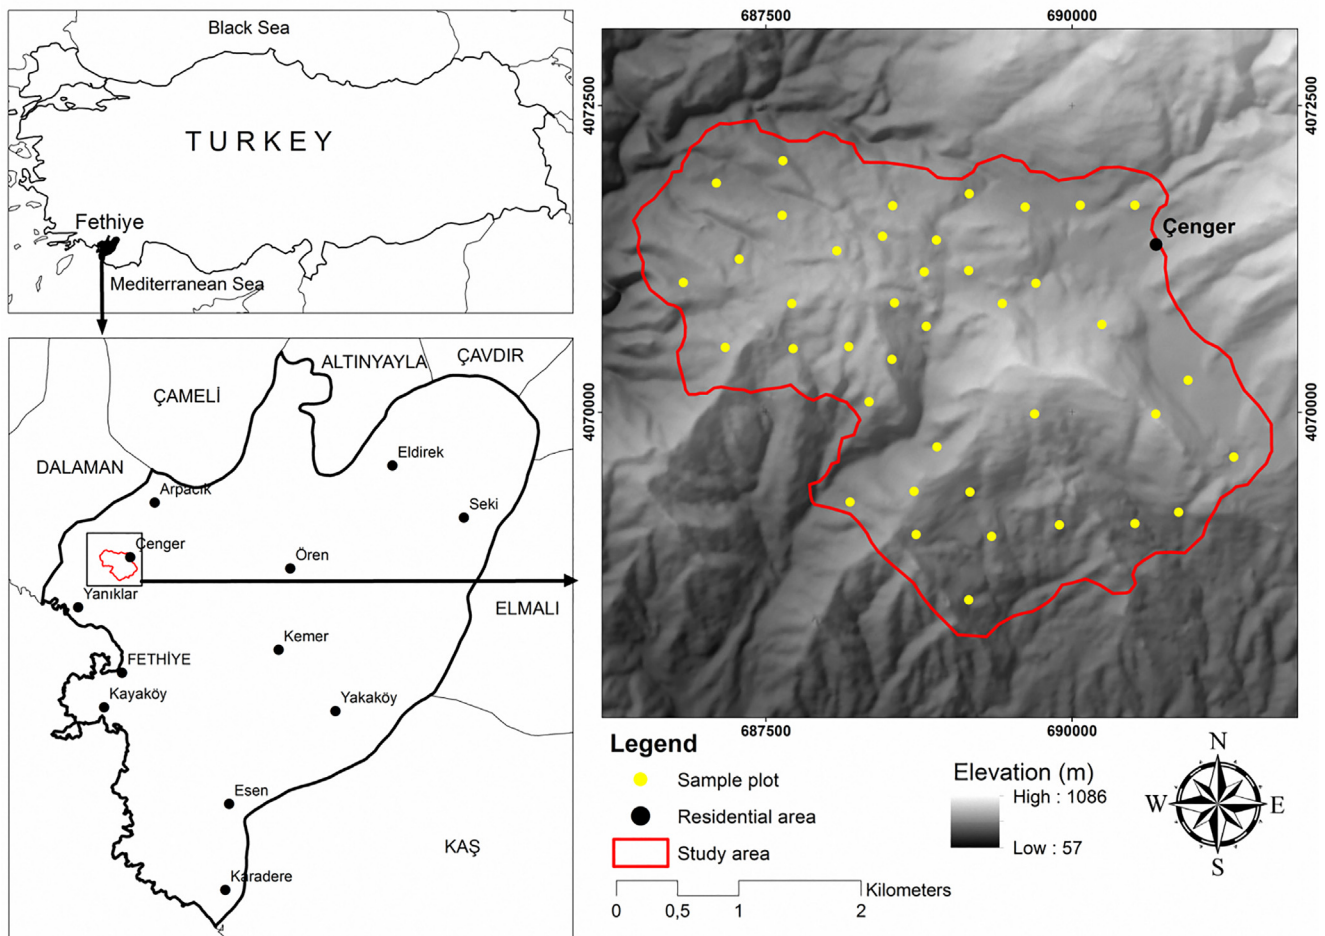 Black Sea
TURKEY
Fethiye
Mediterranean Sea
ÇAMELİ
ALTINYAYLA
ÇAVDIR
DALAMAN
Eldirek
Arpacik
Seki
Çenger
Ören
Yanıklar
ELMALI
Kemer
FETHİYE
Kayaköy
Yakaköy
Esen
KAŞ
Karadere
687500
690000
4072500
4072500
Çenger
4070000
4070000
687500
690000
Legend
Sample plot
Residential area
Study area
0
0,5
1
2
Kilometers
Elevation (m)
High : 1086
Low : 57
N
W
E
S